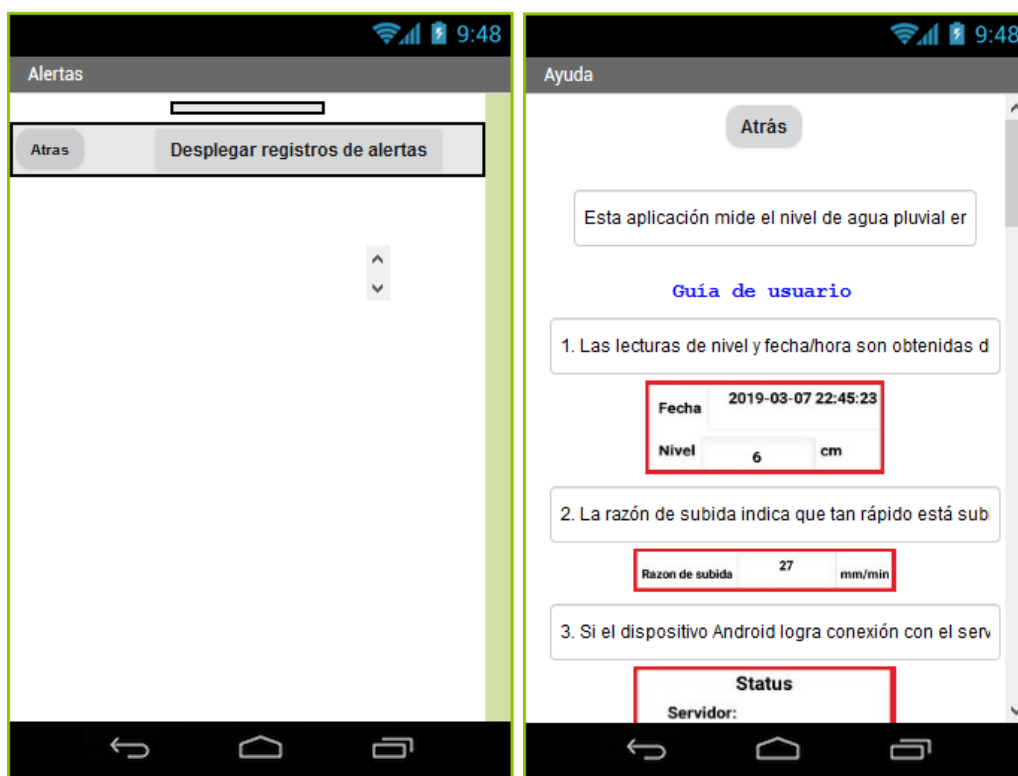 9:48
Alertas
Atras
Desplegar registros de alertas
9:48
Ayuda
Atrás
Esta aplicación mide el nivel de agua pluvial er
Guía de usuario
1. Las lecturas de nivel y fecha/hora son obtenidas d
Fecha 2019-03-07 22:45:23
Nivel 6 cm
2. La razón de subida indica que tan rápido está subi
Razon de subida 27 mm/min
3. Si el dispositivo Android logra conexión con el serv
Status
Servidor: